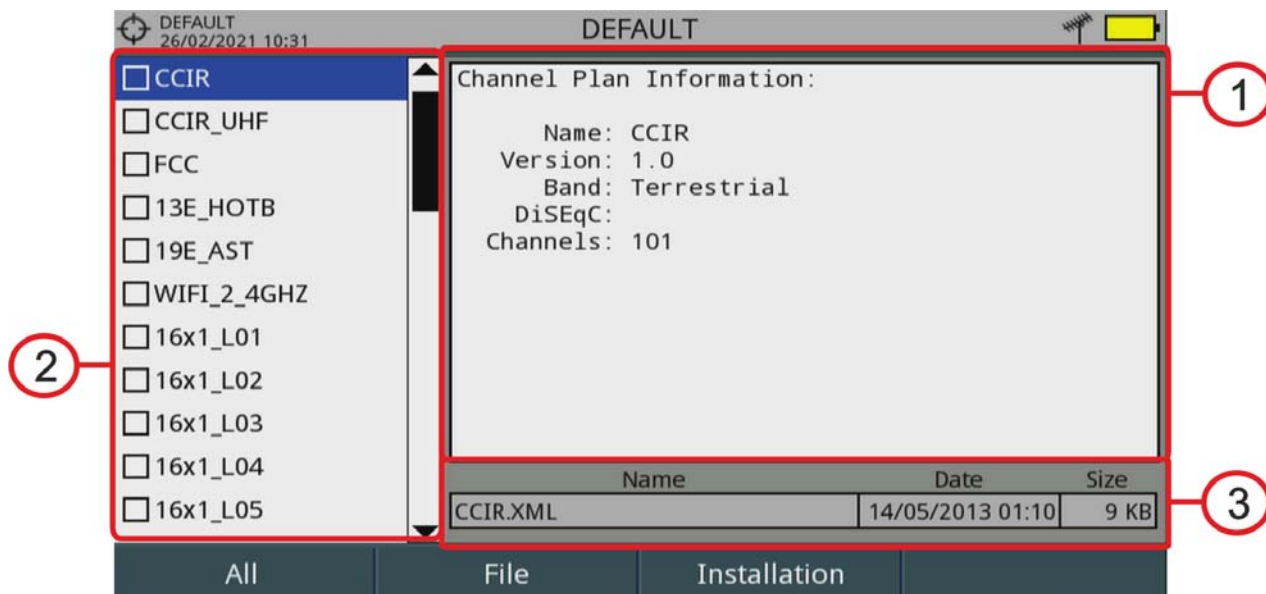 DEFAULT
26/02/2021 10:31
DEFAULT
CCIR
CCIR_UHF
FCC
13E_HOTB
19E_AST
WIFI_2_4GHZ
16x1_L01
16x1_L02
16x1_L03
16x1_L04
16x1_L05
2
Channel Plan Information:
Name: CCIR
Version: 1.0
Band: Terrestrial
DiSEqC:
Channels: 101
1
Name Date Size
CCIR.XML 14/05/2013 01:10 9 KB
3
All File Installation